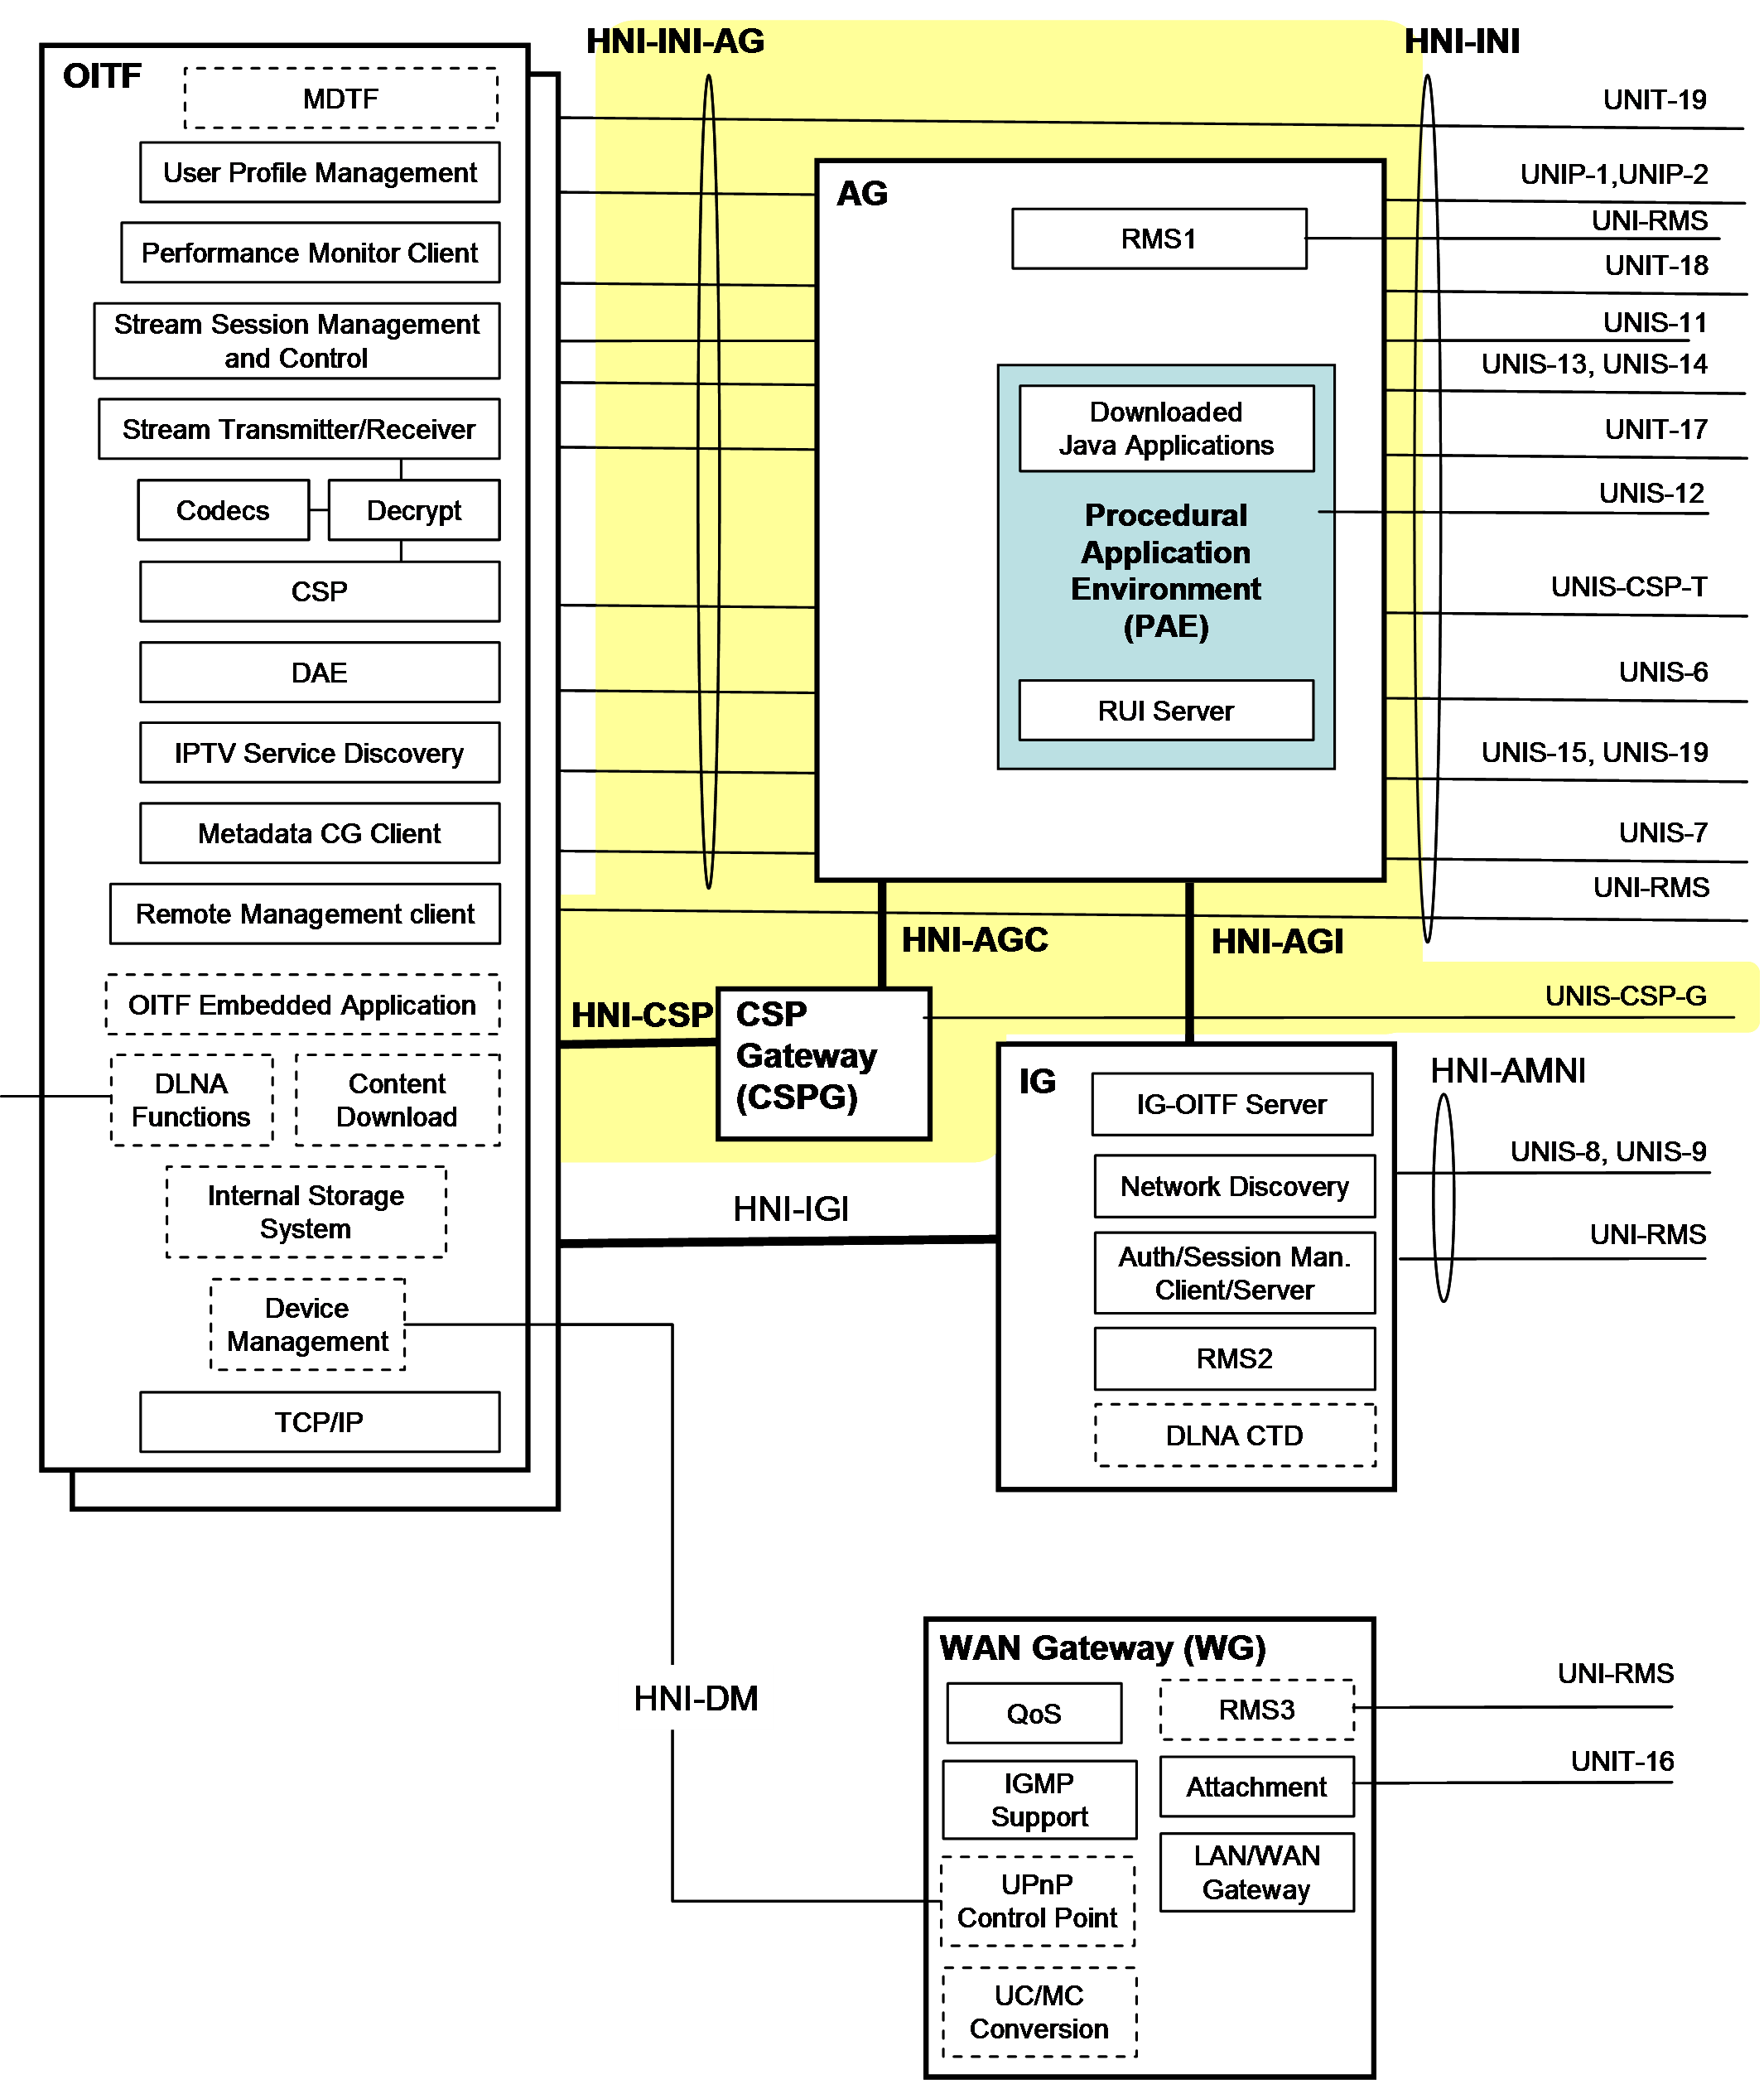 HNI-INI-AG
HNI-INI
OITF
MDTF
User Profile Management
Performance Monitor Client
Stream Session Management
and Control
Stream Transmitter/Receiver
Codecs
Decrypt
CSP
DAE
IPTV Service Discovery
Metadada CG Client
Remote Management client
OITF Embedded Application
DLNA
Functions
Content
Download
Internal Storage
System
Device
Management
TCP/IP
AG
RMS1
Downloaded
Java Applications
Procedural
Application
Environment
(PAE)
RUI Server
UNIT-19
UNIP-1,UNIP-2
UNI-RMS
UNIT-18
UNIS-11
UNIS-13, UNIS-14
UNIT-17
UNIS-12
UNIS-CSP-T
UNIS-6
UNIS-15, UNIS-19
UNIS-7
UNI-RMS
HNI-AGC
HNI-AGI
HNI-CSP
CSP
Gateway
(CSPG)
UNIS-CSP-G
IG
IG-OITF Server
Network Discovery
Auth/Session Man.
Client/Server
RMS2
DLNA CTD
HNI-AMNI
UNIS-8, UNIS-9
UNI-RMS
HNI-IGI
HNI-DM
WAN Gateway (WG)
QoS
IGMP
Support
UPnP
Control Point
UC/MC
Conversion
RMS3
Attachment
LAN/WAN
Gateway
UNI-RMS
UNIT-16